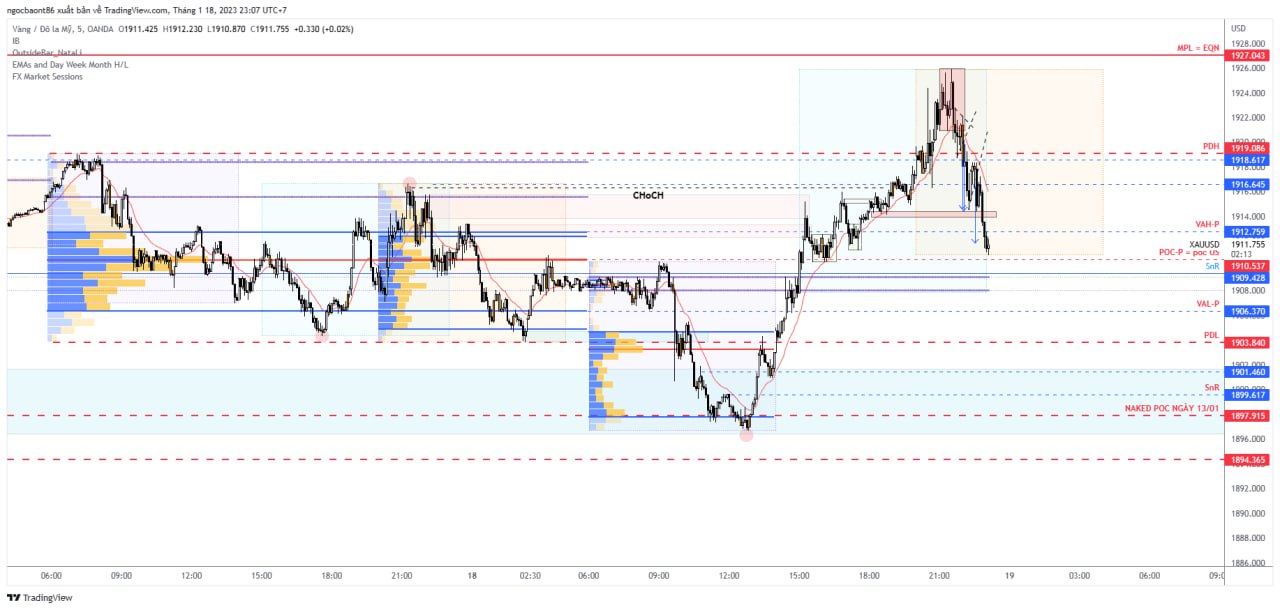 ngocbaont86 xuất bản về TradingView.com, Tháng 1 18, 2023 23:07 UTC+7
Vàng / Đô la Mỹ, 5, OANDA O1911.425 H1912.230 L1910.870 C1911.755 +0.330 (+0.02%)
IB
OutsideBar_NataLi
EMAs and Day Week Month H/L
FX Market Sessions
USD
1928.000
MPL = EQN 1927.043
1926.000
1924.000
1922.000
PDH 1919.086
1918.617
1916.645
1914.000
VAH-P 1912.759
XAUUSD 1911.755
02:13
POC-P = poc US 1910.537
SnR 1909.428
1908.000
VAL-P 1906.370
PDL 1903.840
1901.460
SnR 1899.617
NAKED POC NGÀY 13/01 1897.915
1896.000
1894.365
1892.000
1890.000
1888.000
1886.000
CHoCH
06:00 09:00 12:00 15:00 18:00 21:00 18 02:30 06:00 09:00 12:00 15:00 18:00 21:00 19 03:00 06:00
TradingView